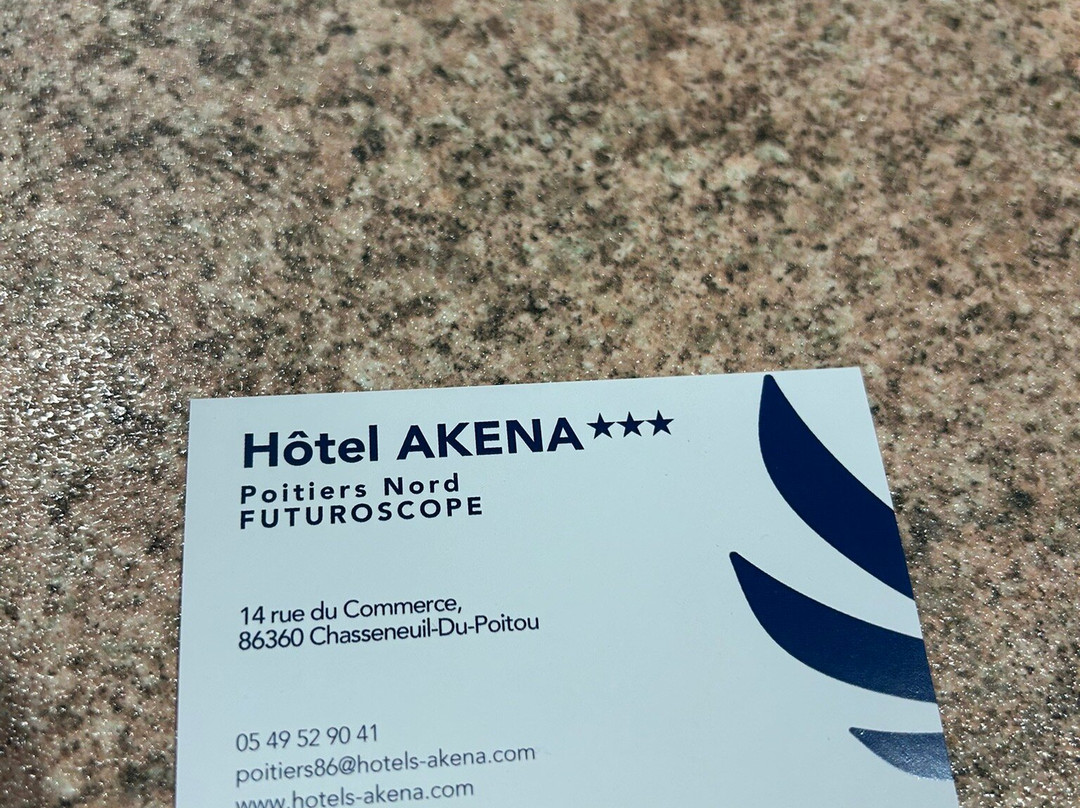 Hôtel AKENA★★★
Poitiers Nord
FUTUROSCOPE
14 rue du Commerce,
86360 Chasseneuil-Du-Poitou
05 49 52 90 41
poitiers86@hotels-akena.com
www.hotels-akena.com